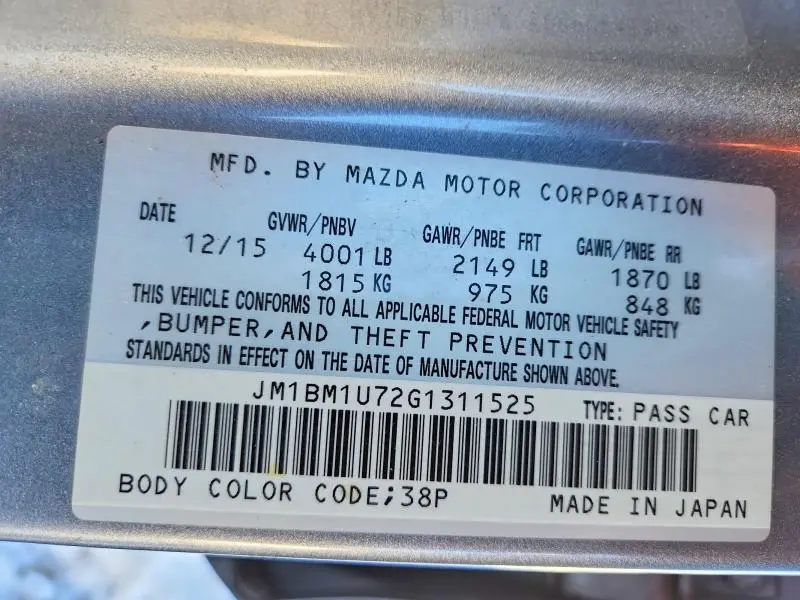 MFD. BY MAZDA MOTOR CORPORATION
DATE GVWR/PNBV GAWR/PNBE FRT GAWR/PNBE RR
12/15 4001 LB 2149 LB 1870 LB
1815 KG 975 KG 848 KG
THIS VEHICLE CONFORMS TO ALL APPLICABLE FEDERAL MOTOR VEHICLE SAFETY
,BUMPER,AND THEFT PREVENTION
STANDARDS IN EFFECT ON THE DATE OF MANUFACTURE SHOWN ABOVE.
JM1BM1U72G1311525 TYPE: PASS CAR
BODY COLOR CODE;38P MADE IN JAPAN